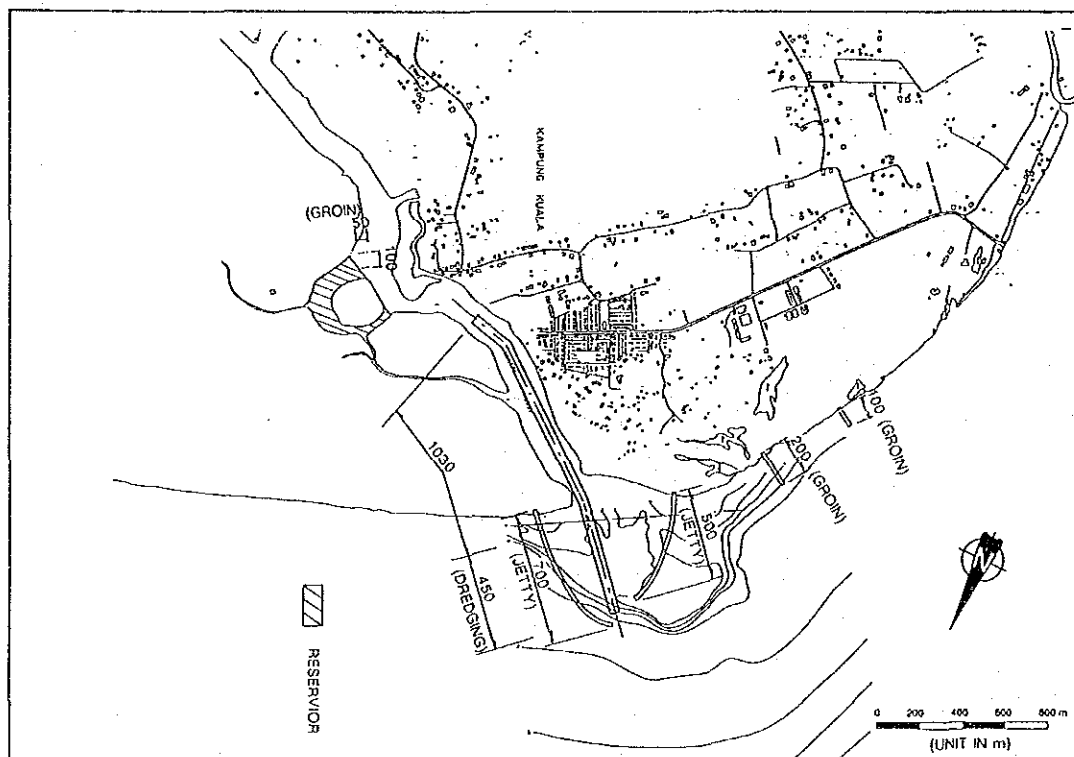 KAMPUNG KUALA
(GROIN)
50
100
1030
450
(DREDGING)
700
(JETTY)
500
(JETTY)
200 (GROIN)
100 (GROIN)
RESERVIOR
N
0 200 400 600 800 m
(UNIT IN m)